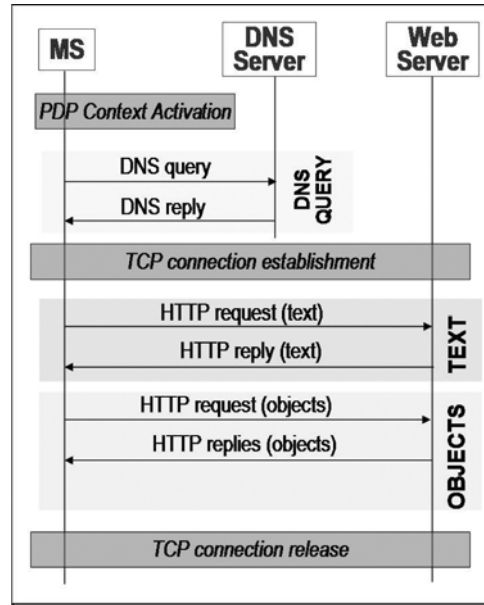 MS
DNS
Server
Web
Server
PDP Context Activation
DNS query
DNS reply
DNS
QUERY
TCP connection establishment
HTTP request (text)
HTTP reply (text)
TEXT
HTTP request (objects)
HTTP replies (objects)
OBJECTS
TCP connection release